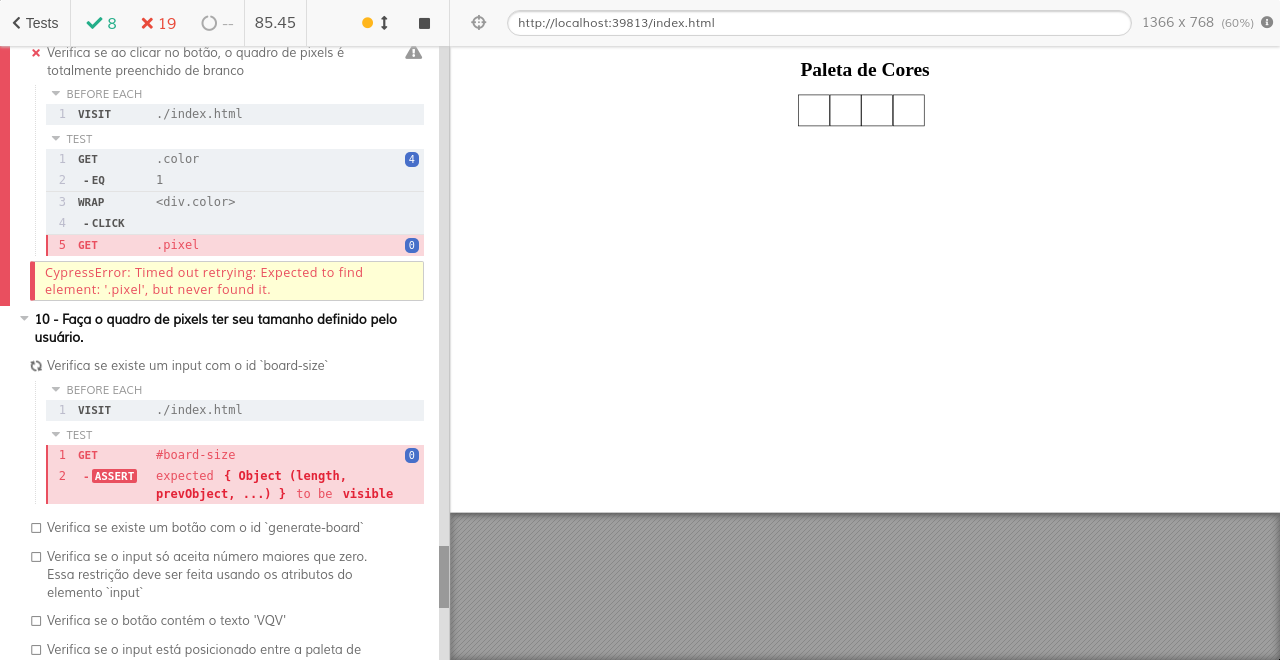 Tests 8 19 -- 85.45
http://localhost:39813/index.html 1366 x 768 (60%)
Verifica se ao clicar no botão, o quadro de pixels é
totalmente preenchido de branco
BEFORE EACH
1 VISIT ./index.html
TEST
1 GET .color 4
2 - EQ 1
3 WRAP <div.color>
4 - CLICK
5 GET .pixel 0
CypressError: Timed out retrying: Expected to find
element: '.pixel', but never found it.
10 - Faça o quadro de pixels ter seu tamanho definido pelo
usuário.
Verifica se existe um input com o id `board-size`
BEFORE EACH
1 VISIT ./index.html
TEST
1 GET #board-size 0
2 - ASSERT expected { Object (length,
prevObject, ...) } to be visible
Verifica se existe um botão com o id `generate-board`
Verifica se o input só aceita número maiores que zero.
Essa restrição deve ser feita usando os atributos do
elemento `input`
Verifica se o botão contém o texto 'VQV'
Verifica se o input está posicionado entre a paleta de
Paleta de Cores